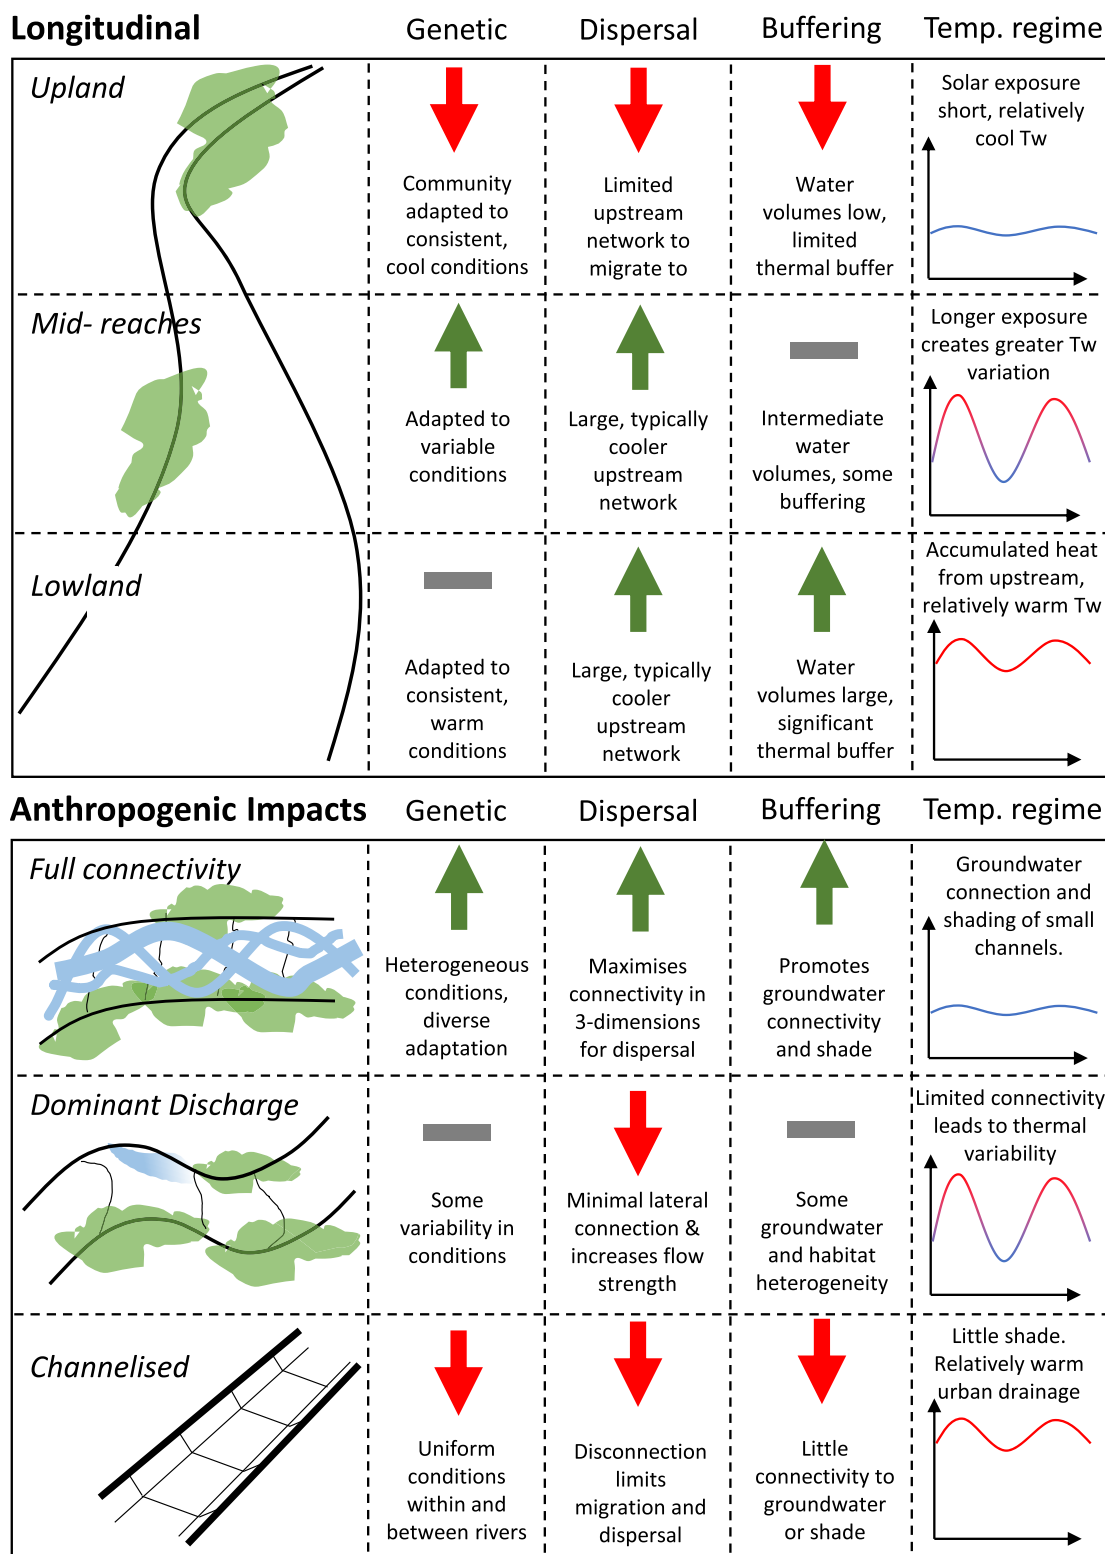 Longitudinal
Genetic
Dispersal
Buffering
Temp. regime
Upland
Community
adapted to
consistent,
cool conditions
Limited
upstream
network to
migrate to
Water
volumes low,
limited
thermal buffer
Solar exposure
short, relatively
cool Tw
Mid- reaches
Adapted to
variable
conditions
Large, typically
cooler
upstream
network
Intermediate
water
volumes, some
buffering
Longer exposure
creates greater Tw
variation
Lowland
Adapted to
consistent,
warm
conditions
Large, typically
cooler
upstream
network
Water
volumes large,
significant
thermal buffer
Accumulated heat
from upstream,
relatively warm Tw
Anthropogenic Impacts
Genetic
Dispersal
Buffering
Temp. regime
Full connectivity
Heterogeneous
conditions,
diverse
adaptation
Maximises
connectivity in
3-dimensions
for dispersal
Promotes
groundwater
connectivity
and shade
Groundwater
connection and
shading of small
channels.
Dominant Discharge
Some
variability in
conditions
Minimal lateral
connection &
increases flow
strength
Some
groundwater
and habitat
heterogeneity
Limited connectivity
leads to thermal
variability
Channelised
Uniform
conditions
within and
between rivers
Disconnection
limits
migration and
dispersal
Little
connectivity to
groundwater
or shade
Little shade.
Relatively warm
urban drainage